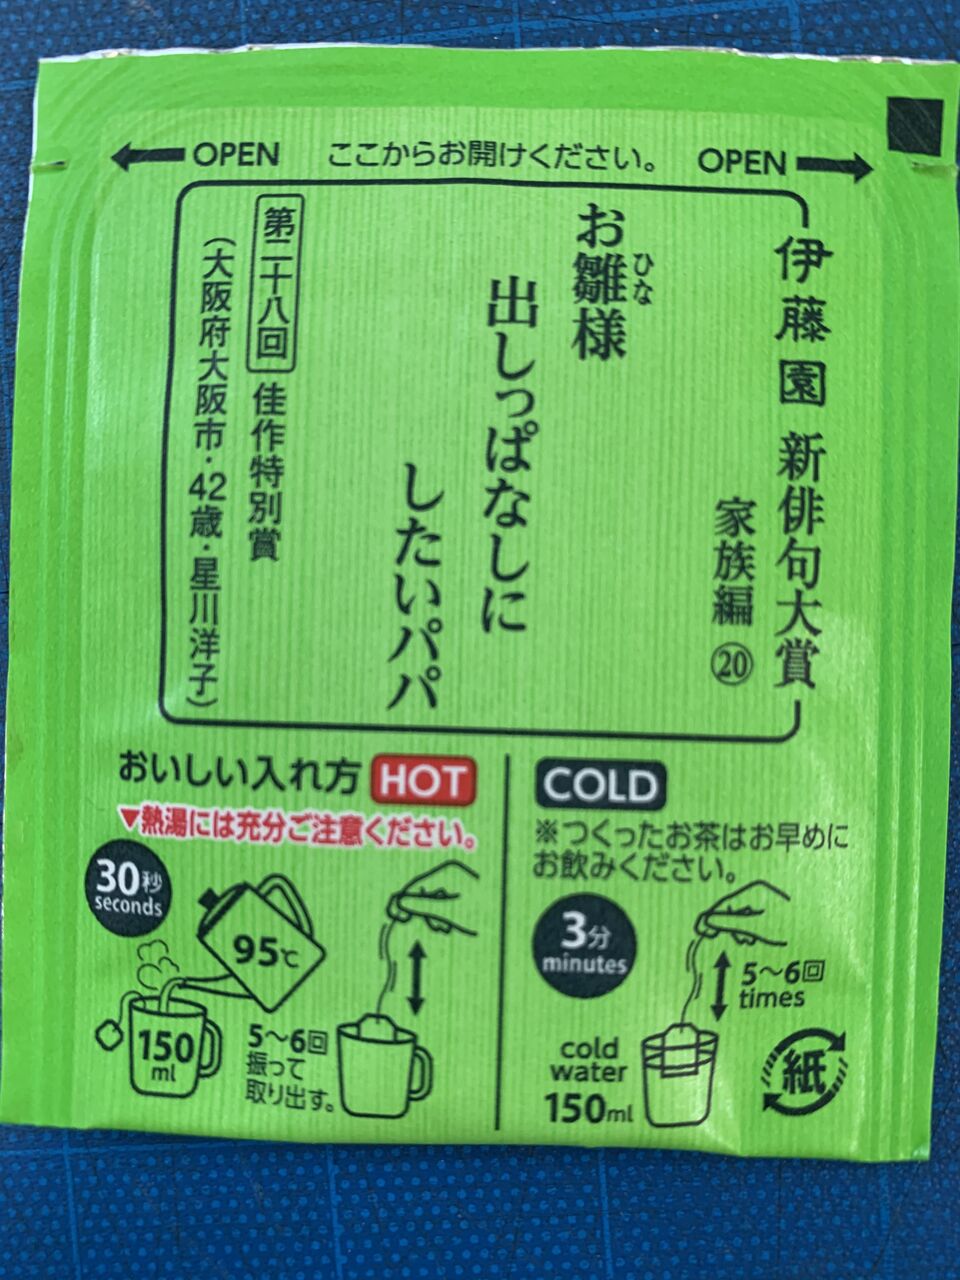 OPEN ここからお開けください。 OPEN
伊藤園 新俳句大賞
家族編 ⑳
お雛様
ひな
出しっぱなしに
したいパパ
第二十八回 佳作特別賞
(大阪府大阪市・42歳・星川洋子)
おいしい入れ方 HOT
▼熱湯には充分ご注意ください。
30秒
seconds
95℃
150
ml
5〜6回
振って
取り出す。
COLD
※つくったお茶はお早めに
お飲みください。
3分
minutes
5〜6回
times
cold
water
150ml
紙